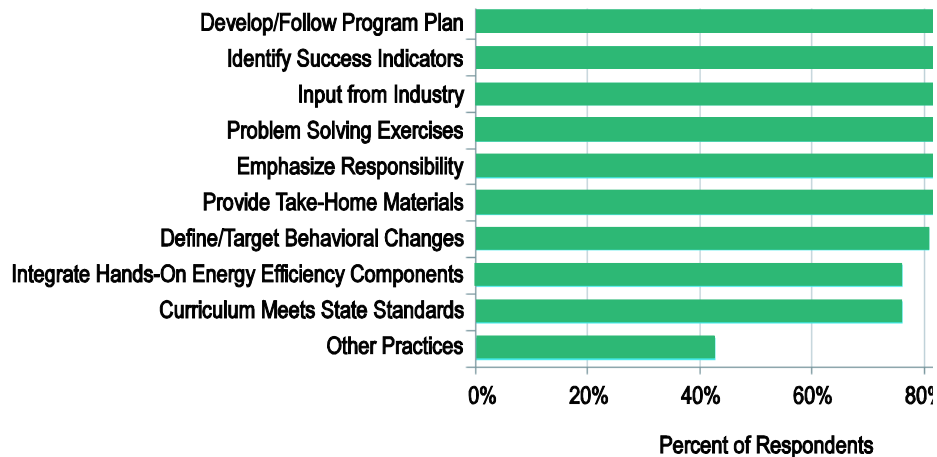 Develop/Follow Program Plan
Identify Success Indicators
Input from Industry
Problem Solving Exercises
Emphasize Responsibility
Provide Take-Home Materials
Define/Target Behavioral Changes
Integrate Hands-On Energy Efficiency Components
Curriculum Meets State Standards
Other Practices
0% 20% 40% 60% 80%
Percent of Respondents